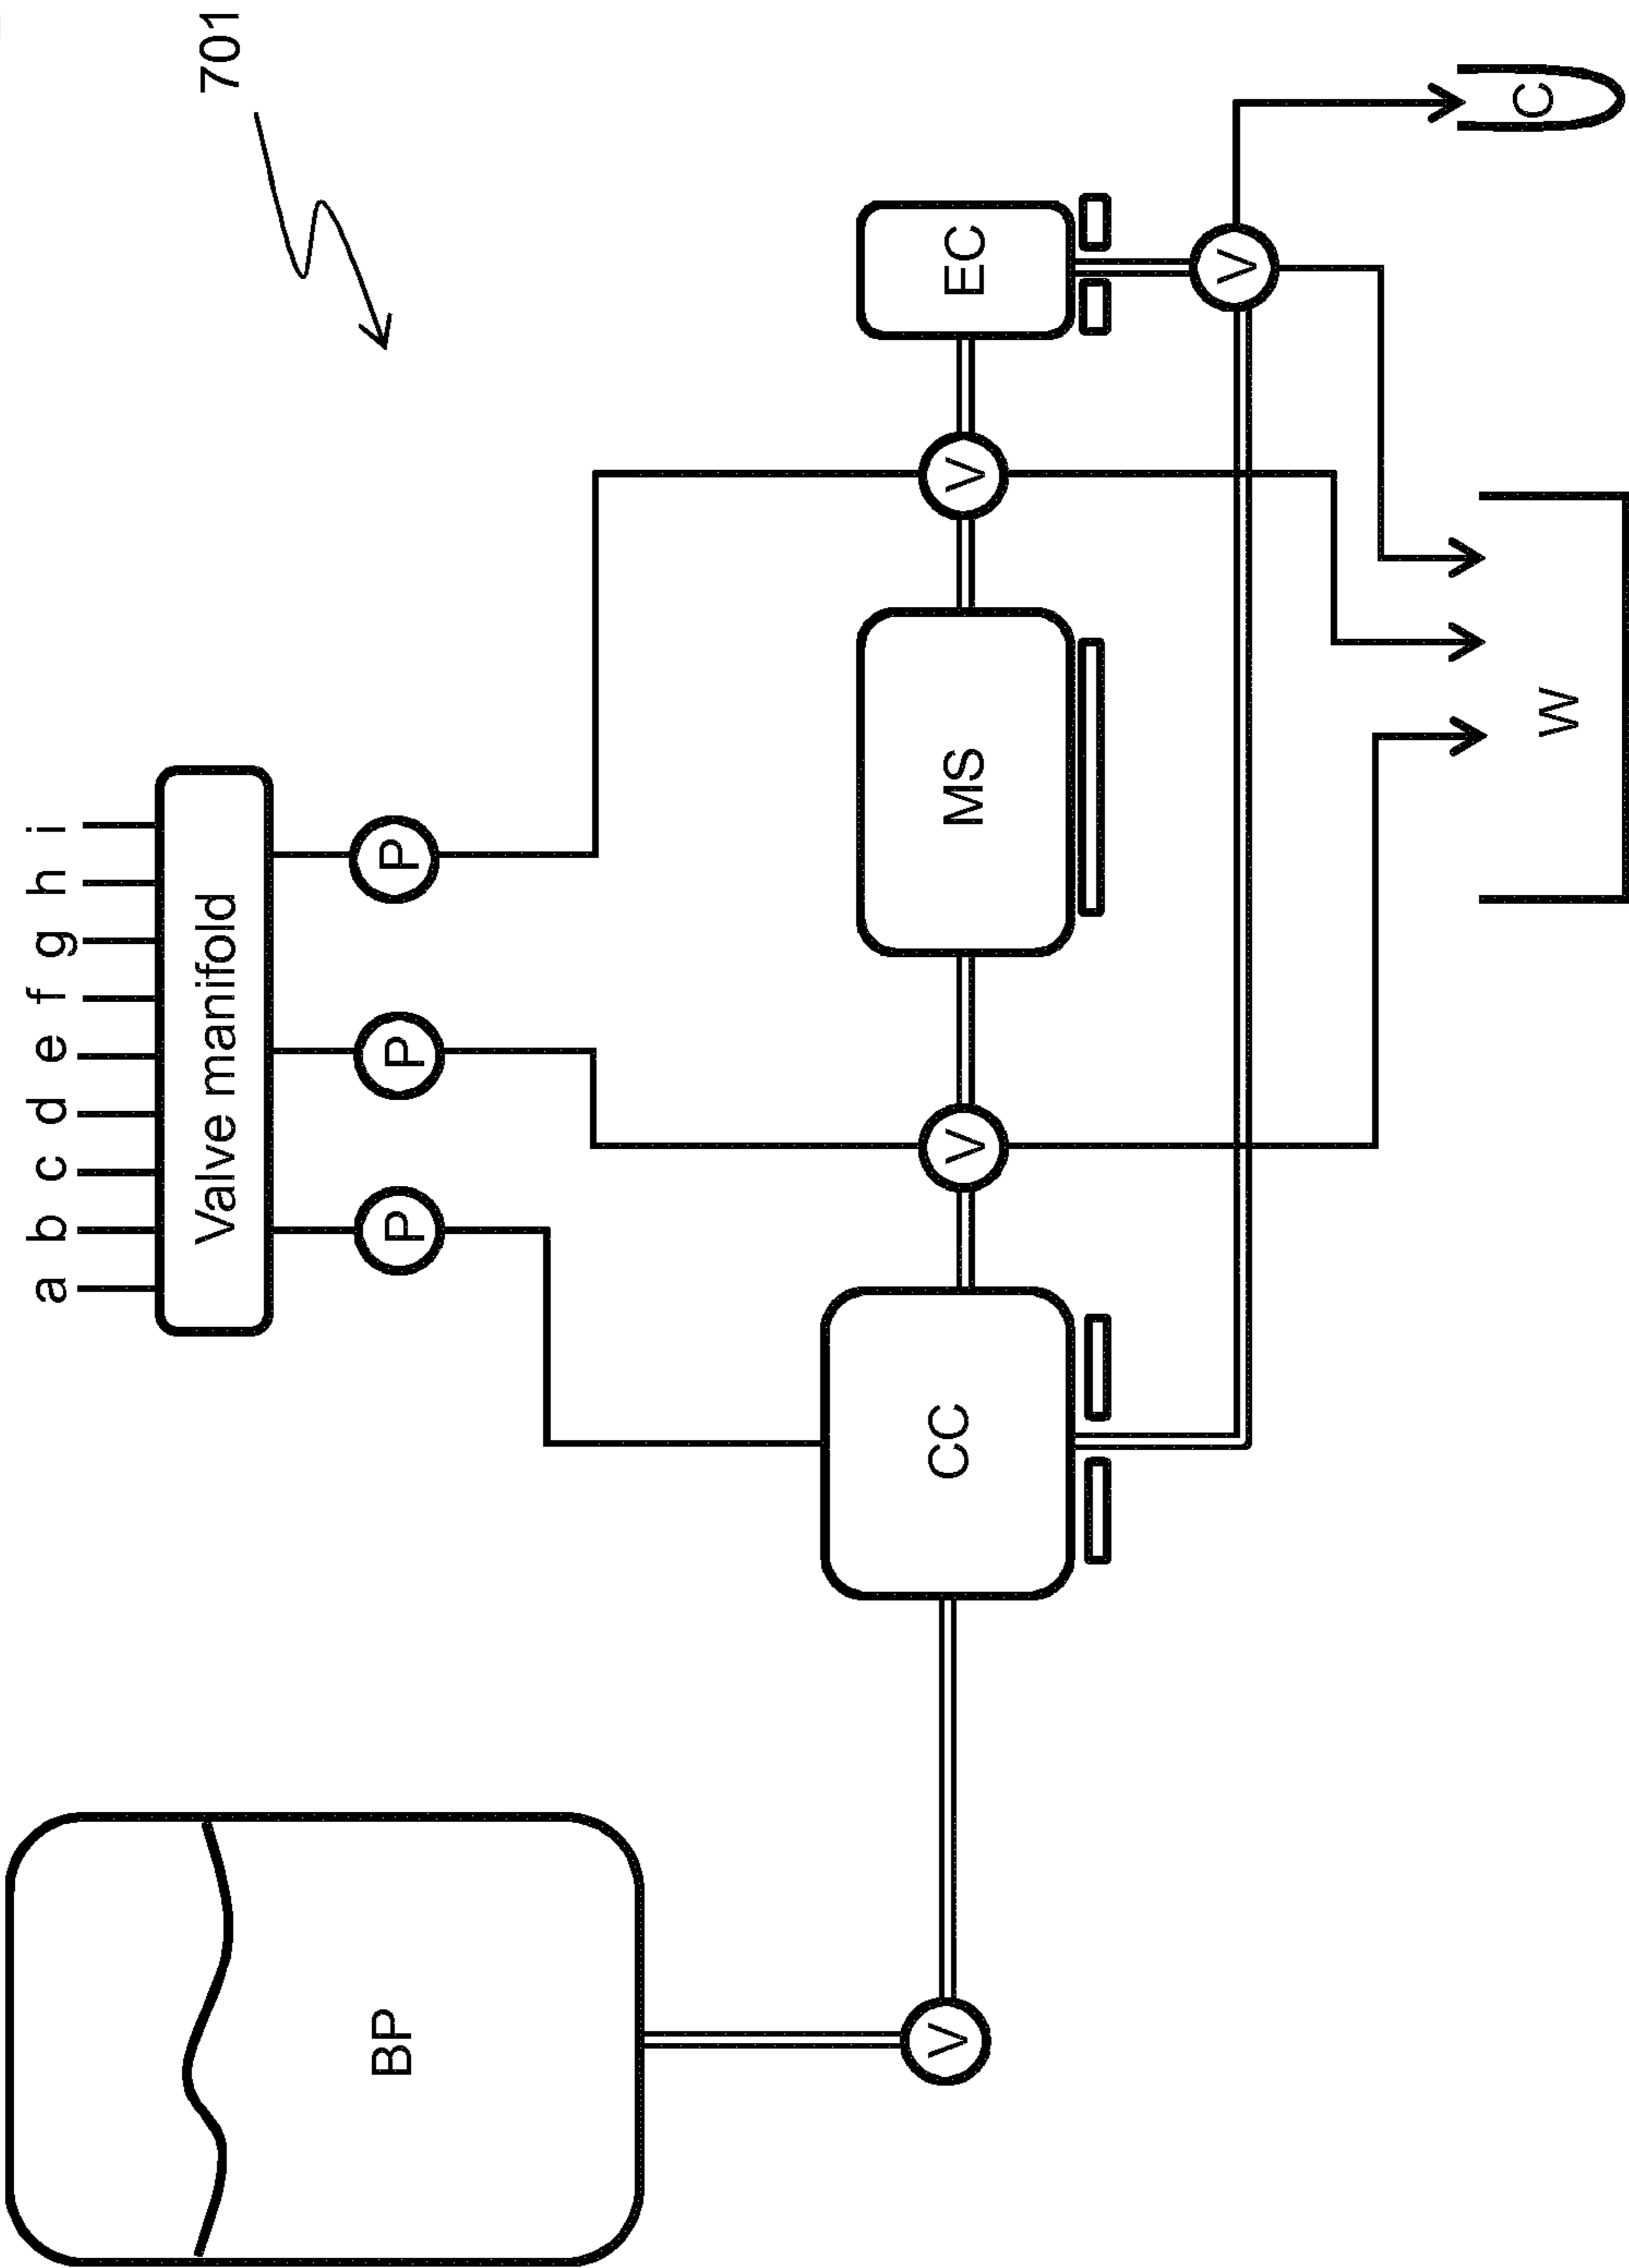 a b c d e f g h i
701
Valve manifold
BP
P
P
P
V
CC
V
MS
V
EC
V
W
C